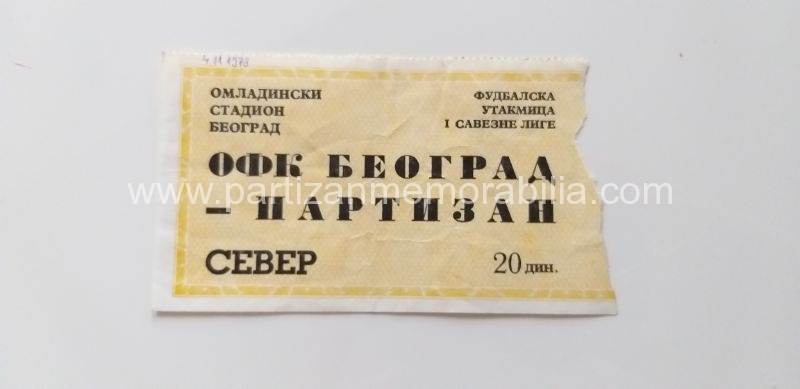 4.11.1978
ОМЛАДИНСКИ
СТАДИОН
БЕОГРАД
ФУДБАЛСКА
УТАКМИЦА
I САВЕЗНЕ ЛИГЕ
ОФК БЕОГРАД
– ПАРТИЗАН
www.partizanmemorabilia.com
СЕВЕР
20 дин.